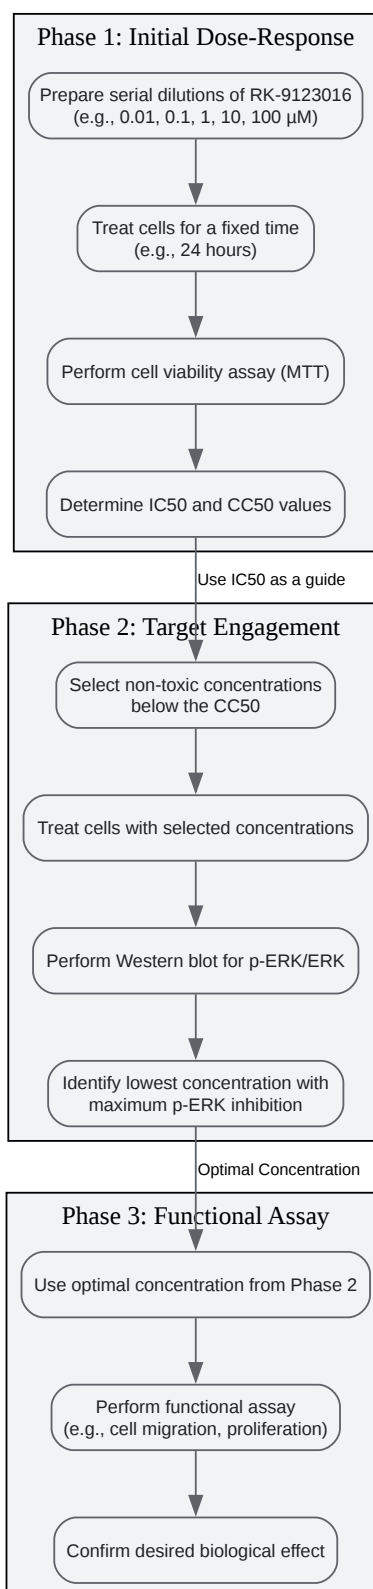 Phase 1: Initial Dose-Response
Prepare serial dilutions of RK-9123016
(e.g., 0.01, 0.1, 1, 10, 100 µM)
Treat cells for a fixed time
(e.g., 24 hours)
Perform cell viability assay (MTT)
Determine IC50 and CC50 values
Use IC50 as a guide
Phase 2: Target Engagement
Select non-toxic concentrations
below the CC50
Treat cells with selected concentrations
Perform Western blot for p-ERK/ERK
Identify lowest concentration with
maximum p-ERK inhibition
Optimal Concentration
Phase 3: Functional Assay
Use optimal concentration from Phase 2
Perform functional assay
(e.g., cell migration, proliferation)
Confirm desired biological effect